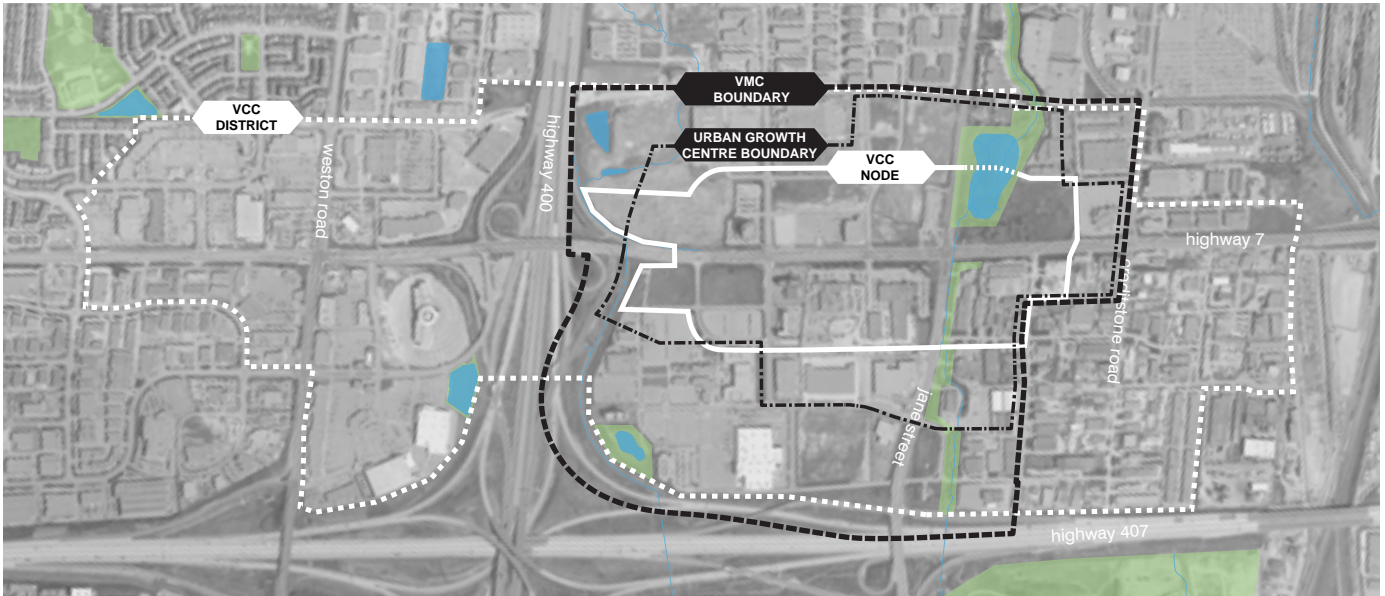 VMC
BOUNDARY
VCC
DISTRICT
URBAN GROWTH
CENTRE BOUNDARY
VCC
NODE
highway 400
weston road
highway 7
creditstone road
jane street
highway 407